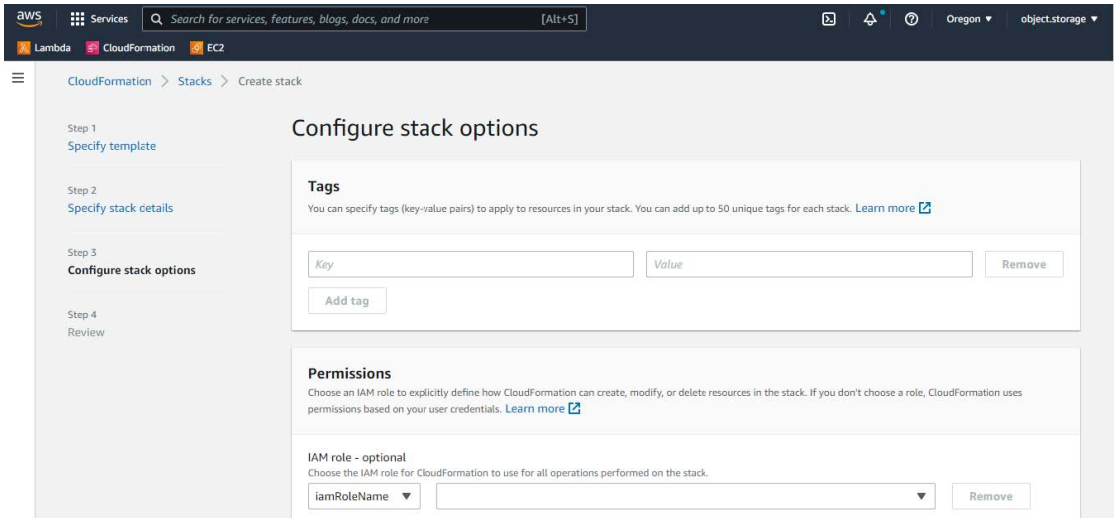 aws Services Search for services, features, blogs, docs, and more [Alt+S] Oregon object.storage
Lambda CloudFormation EC2
CloudFormation Stacks Create stack
Step 1
Specify template
Step 2
Specify stack details
Step 3
Configure stack options
Step 4
Review
Configure stack options
Tags
You can specify tags (key-value pairs) to apply to resources in your stack. You can add up to 50 unique tags for each stack. Learn more
Key Value Remove
Add tag
Permissions
Choose an IAM role to explicitly define how CloudFormation can create, modify, or delete resources in the stack. If you don't choose a role, CloudFormation uses
permissions based on your user credentials. Learn more
IAM role - optional
Choose the IAM role for CloudFormation to use for all operations performed on the stack.
iamRoleName Remove